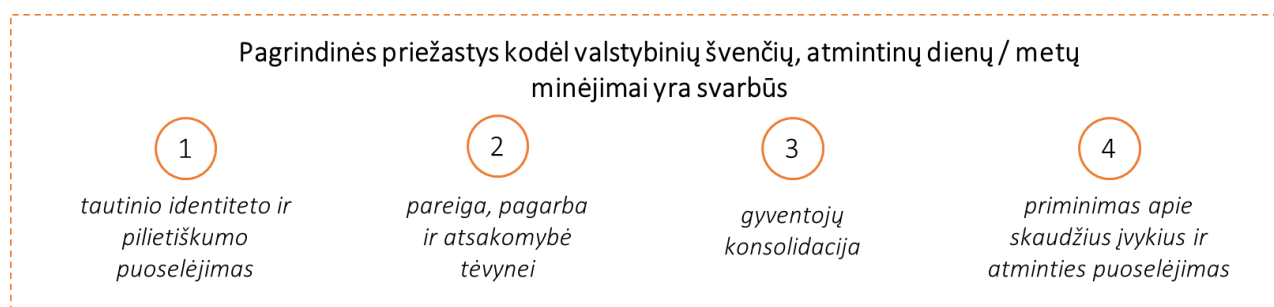 Pagrindinės priežastys kodėl valstybinių švenčių, atmintinų dienų / metų
minėjimai yra svarbūs
1
tautinio identiteto ir
pilietiškumo
puoselėjimas
2
pareiga, pagarba
ir atsakomybė
tėvynei
3
gyventojų
konsolidacija
4
priminimas apie
skaudžius įvykius ir
atminties puoselėjimas